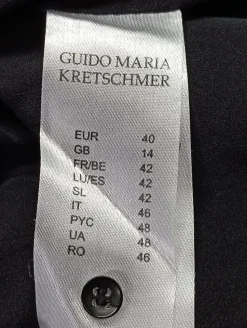 GUIDO MARIA
KRETSCHMER
EUR 40
GB 14
FR/BE 42
LU/ES 42
SL 42
IT 46
PYC 48
UA 48
RO 46